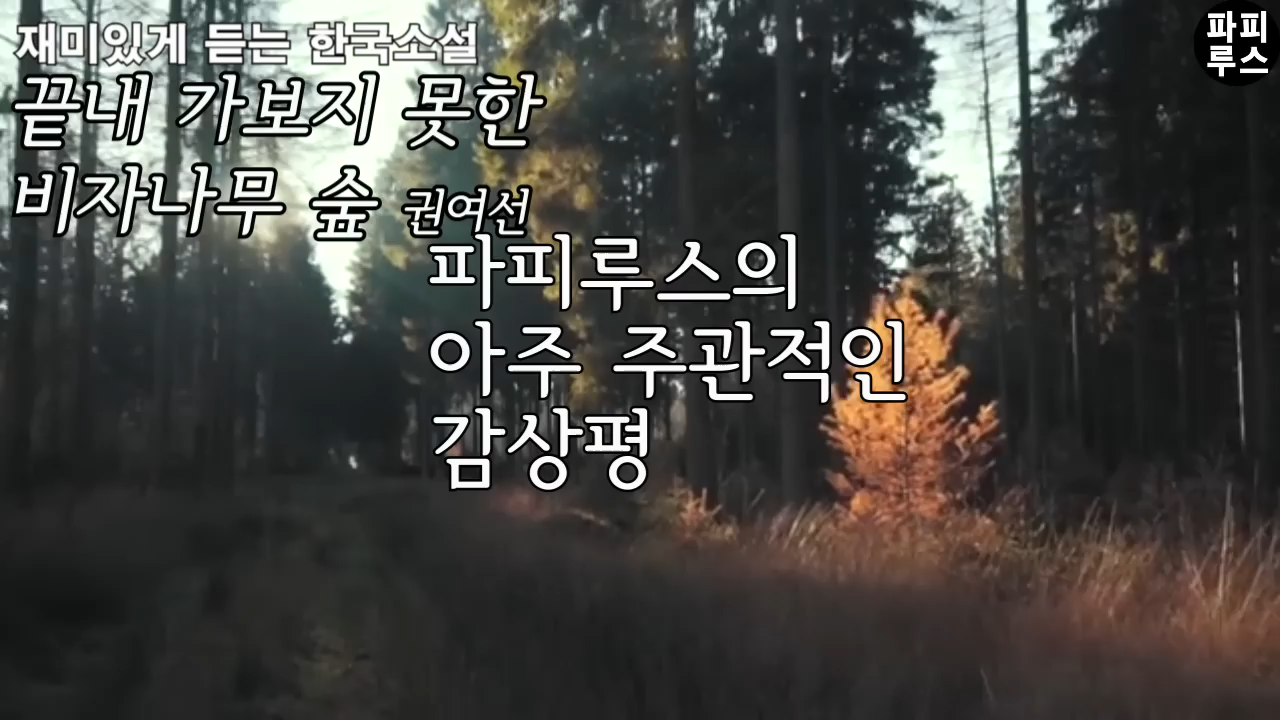 재미있게 듣는 한국소설
끝내 가보지 못한
비자나무 숲 권여선
파피루스의
아주 주관적인
감상평
파피
루스